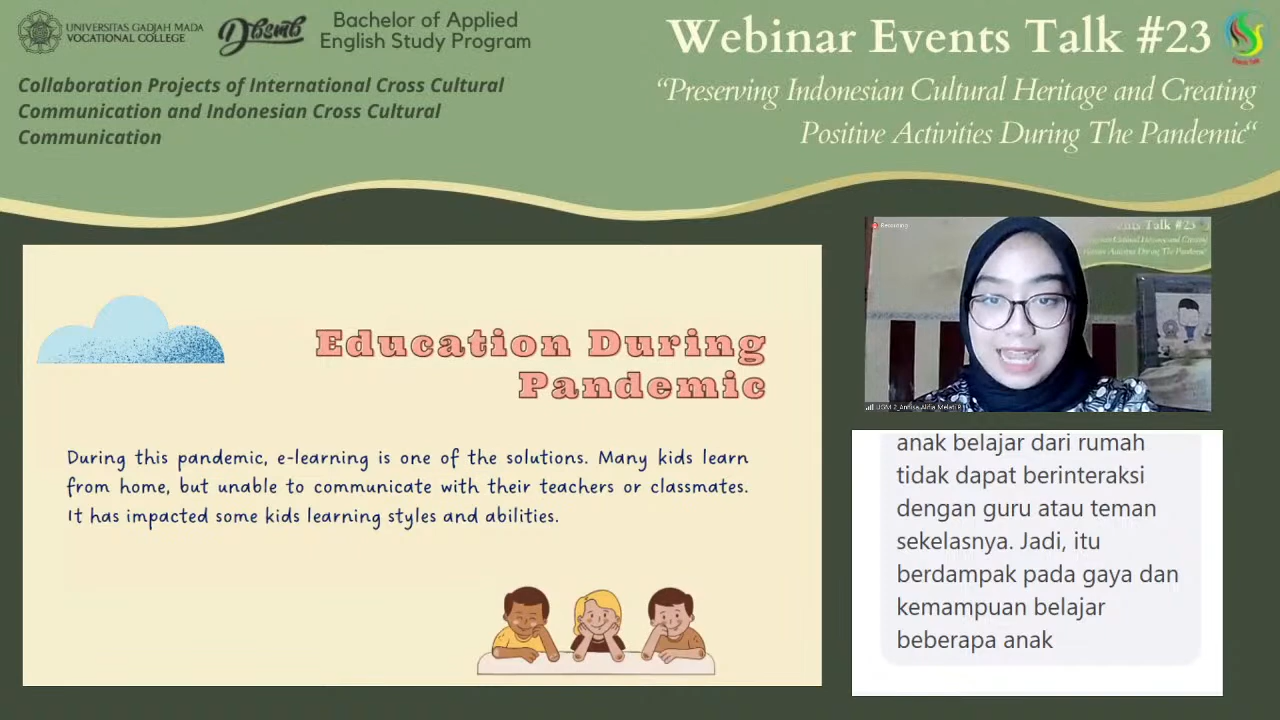 UNIVERSITAS GADJAH MADA
VOCATIONAL COLLEGE
Dbsmb
Bachelor of Applied
English Study Program
Collaboration Projects of International Cross Cultural
Communication and Indonesian Cross Cultural
Communication
Webinar Events Talk #23
“Preserving Indonesian Cultural Heritage and Creating
Positive Activities During The Pandemic“
Education During
Pandemic
During this pandemic, e-learning is one of the solutions. Many kids learn
from home, but unable to communicate with their teachers or classmates.
It has impacted some kids learning styles and abilities.
Recording
Talk #23
anak belajar dari rumah
tidak dapat berinteraksi
dengan guru atau teman
sekelasnya. Jadi, itu
berdampak pada gaya dan
kemampuan belajar
beberapa anak